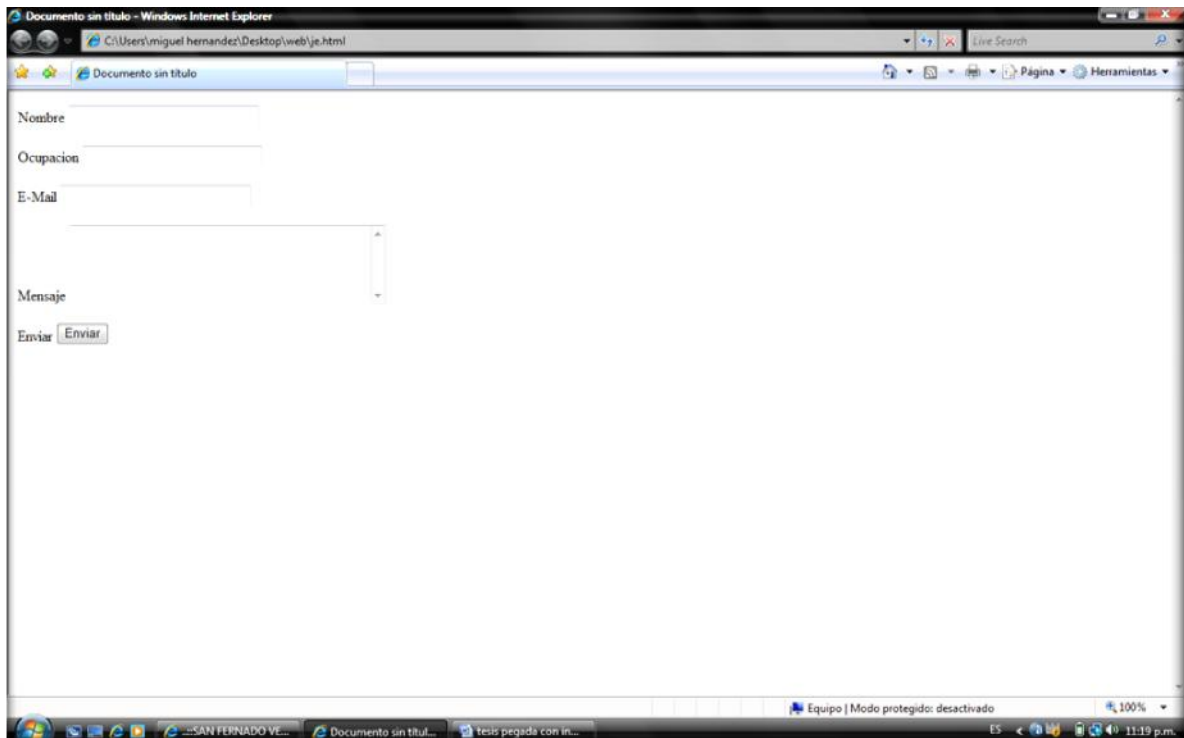 Documento sin título - Windows Internet Explorer
C:\Users\miguel hernandez\Desktop\web\je.html
Live Search
Documento sin título
Página
Herramientas
Nombre
Ocupacion
E-Mail
Mensaje
Enviar Enviar
Equipo | Modo protegido: desactivado
100%
..::SAN FERNADO VE...
Documento sin títul...
tesis pegada con in...
ES
11:19 p.m.